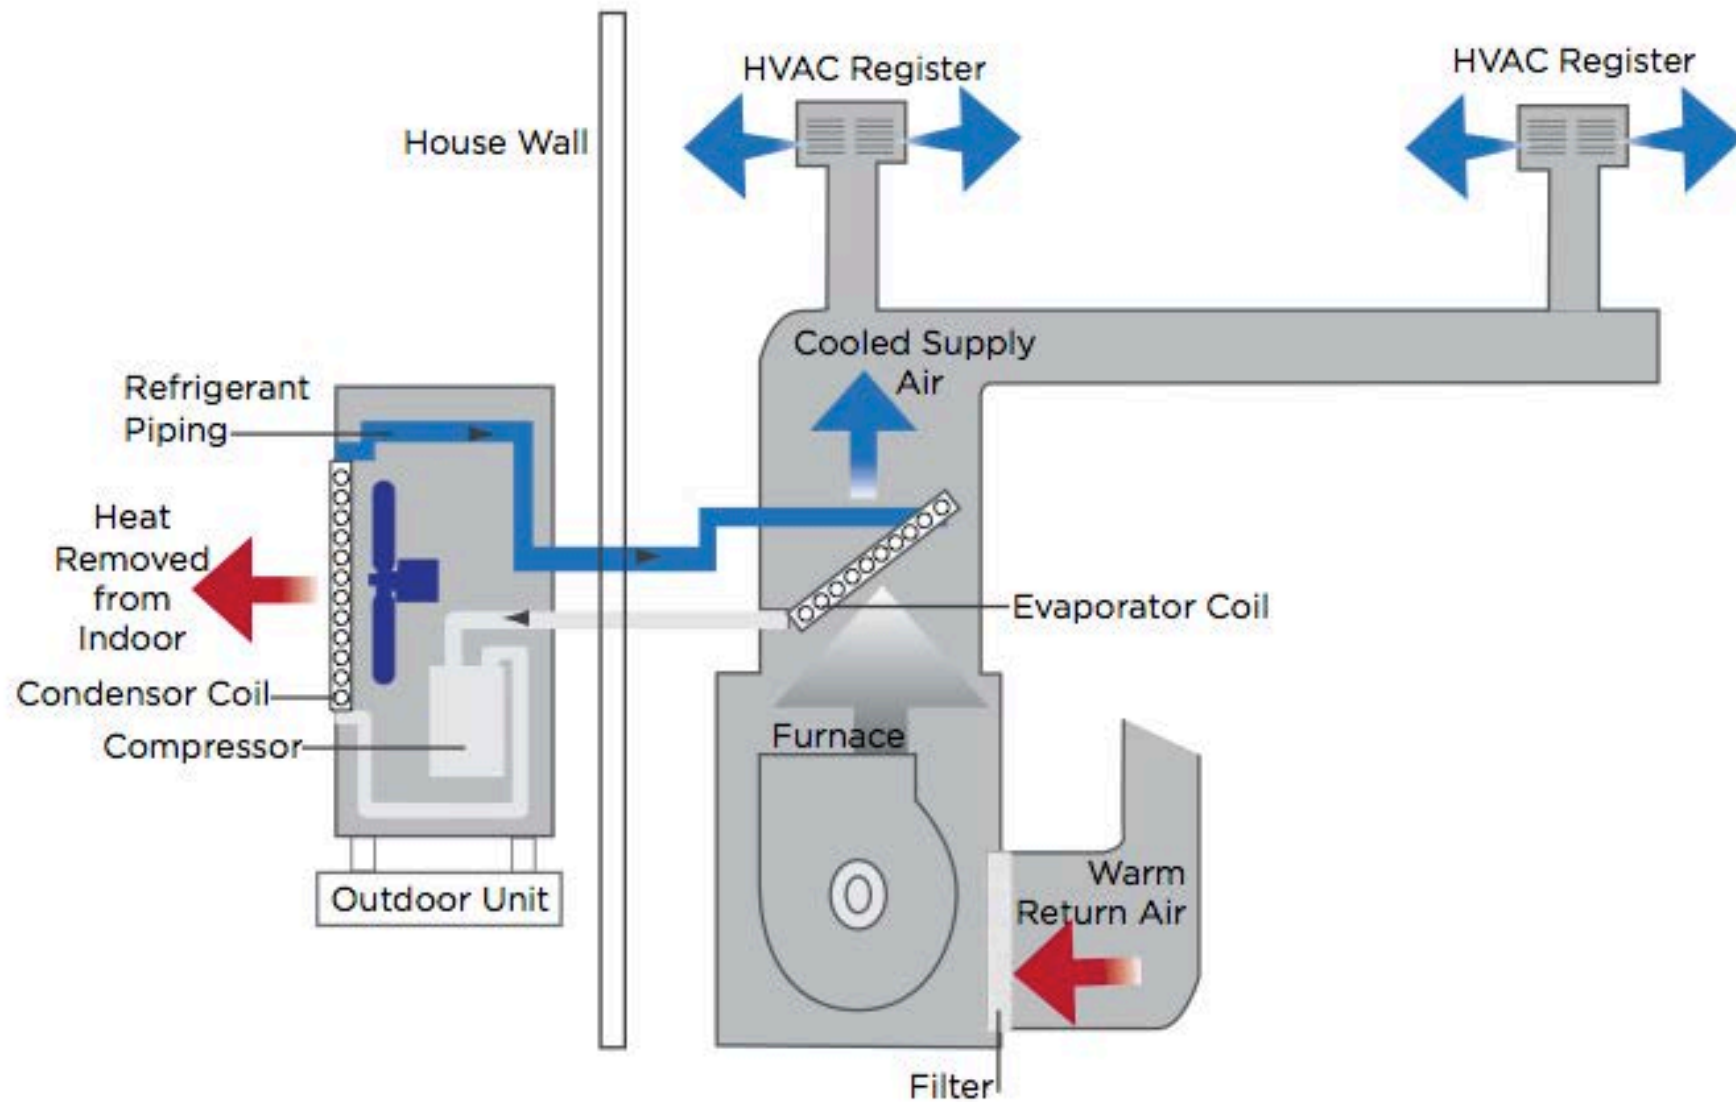 HVAC Register
HVAC Register
House Wall
Cooled Supply
Air
Refrigerant
Piping
Heat
Removed
from
Indoor
Evaporator Coil
Condensor Coil
Compressor
Furnace
Outdoor Unit
Warm
Return Air
Filter